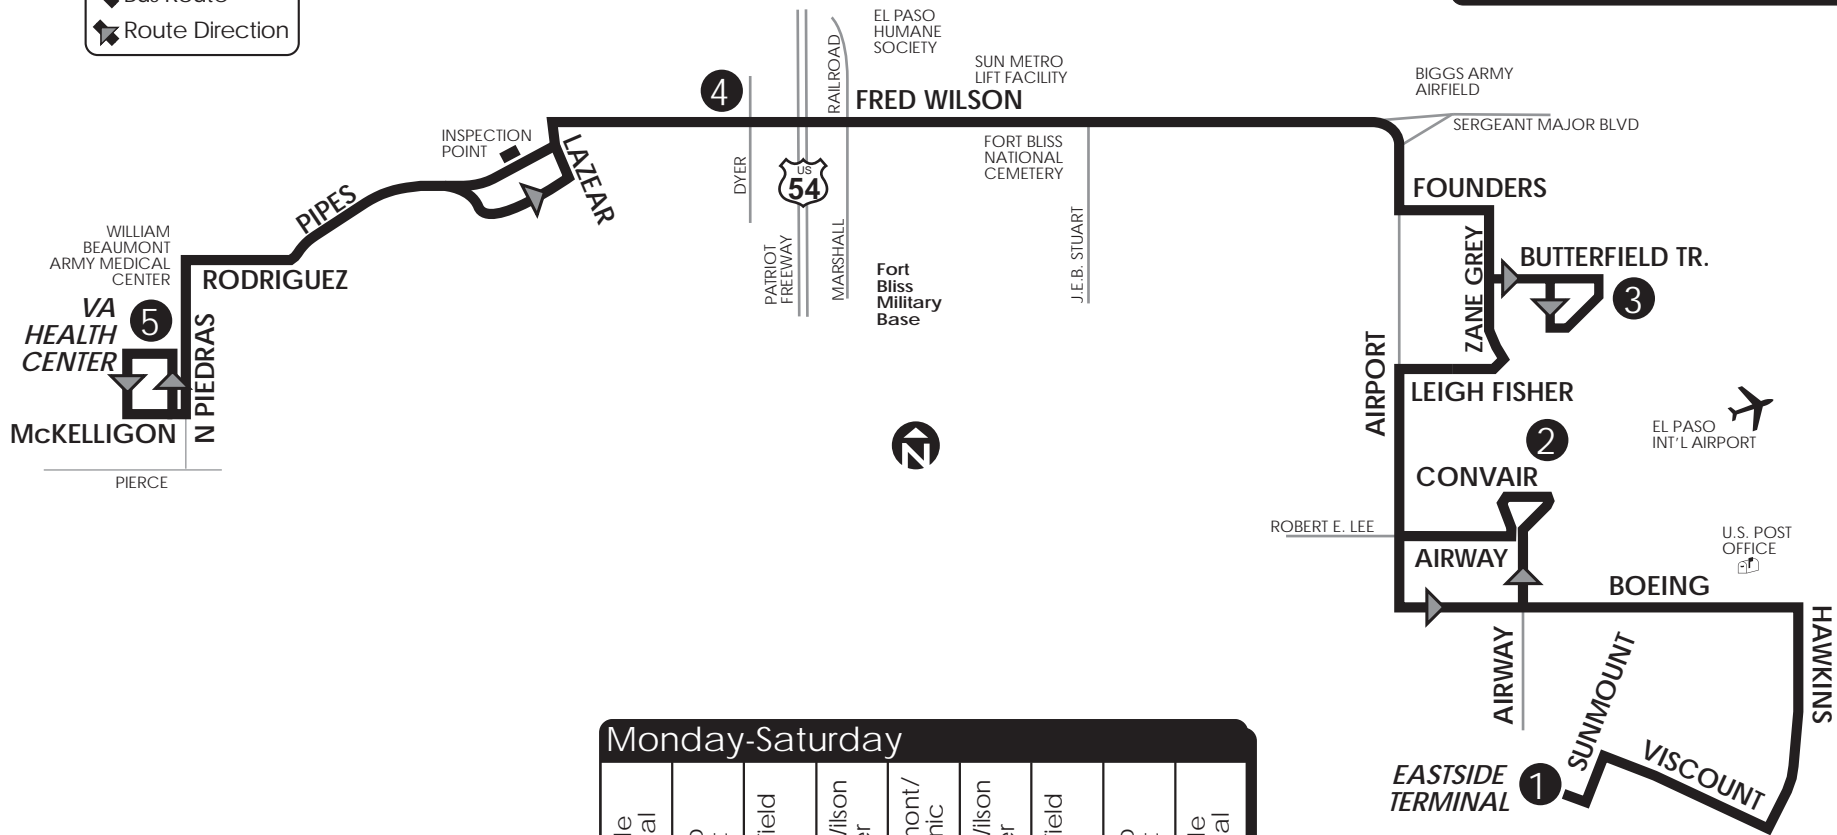 Route Direction
EL PASO
HUMANE
SOCIETY
RAILROAD
SUN METRO
LIFT FACILITY
4
FRED WILSON
BIGGS ARMY
AIRFIELD
SERGEANT MAJOR BLVD
INSPECTION
POINT
LAZEAR
DYER
US
54
FORT BLISS
NATIONAL
CEMETERY
FOUNDERS
PIPES
WILLIAM
BEAUMONT
ARMY MEDICAL
CENTER
RODRIGUEZ
PATRIOT
FREEWAY
MARSHALL
Fort
Bliss
Military
Base
J.E.B. STUART
ZANE GREY
BUTTERFIELD TR.
3
VA
HEALTH
CENTER
5
N PIEDRAS
McKELLIGON
PIERCE
AIRPORT
LEIGH FISHER
EL PASO
INT'L AIRPORT
N
2
CONVAIR
ROBERT E. LEE
AIRWAY
U.S. POST
OFFICE
BOEING
HAWKINS
AIRWAY
SUNMOUNT
VISCOUNT
EASTSIDE
TERMINAL
1
Monday-Saturday